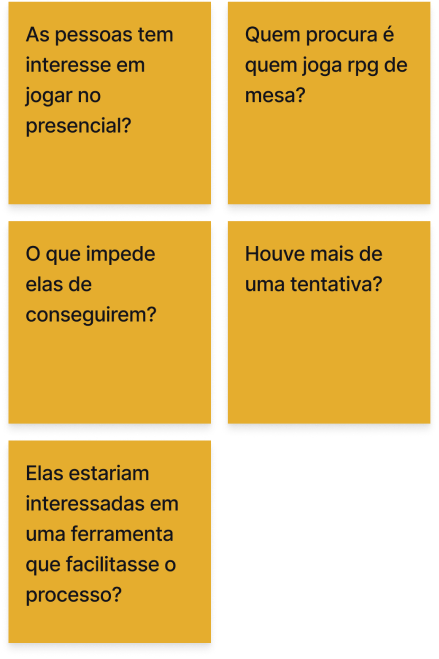 As pessoas tem
interesse em
jogar no
presencial?
Quem procura é
quem joga rpg de
mesa?
O que impede
elas de
conseguirem?
Houve mais de
uma tentativa?
Elas estariam
interessadas em
uma ferramenta
que facilitasse o
processo?